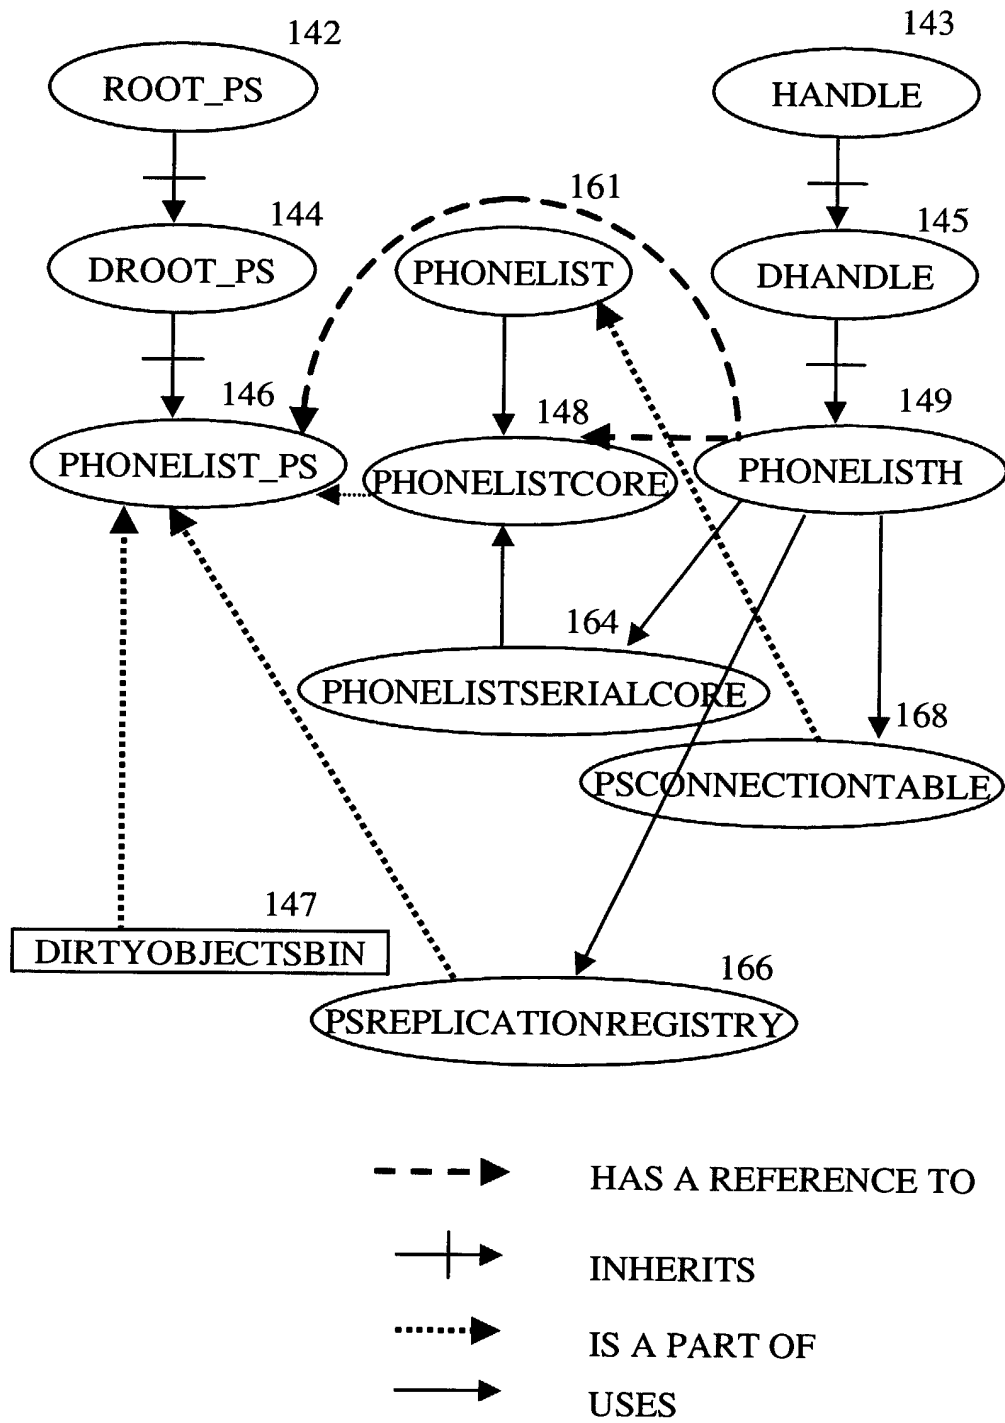 142
143
ROOT_PS
HANDLE
161
144
145
DROOT_PS
PHONELIST
DHANDLE
146
148
149
PHONELIST_PS
PHONELISTCORE
PHONELISTH
164
PHONELISTSERIALCORE
168
PSCONNECTIONTABLE
147
DIRTYOBJECTSBIN
166
PSREPLICATIONREGISTRY
HAS A REFERENCE TO
INHERITS
IS A PART OF
USES